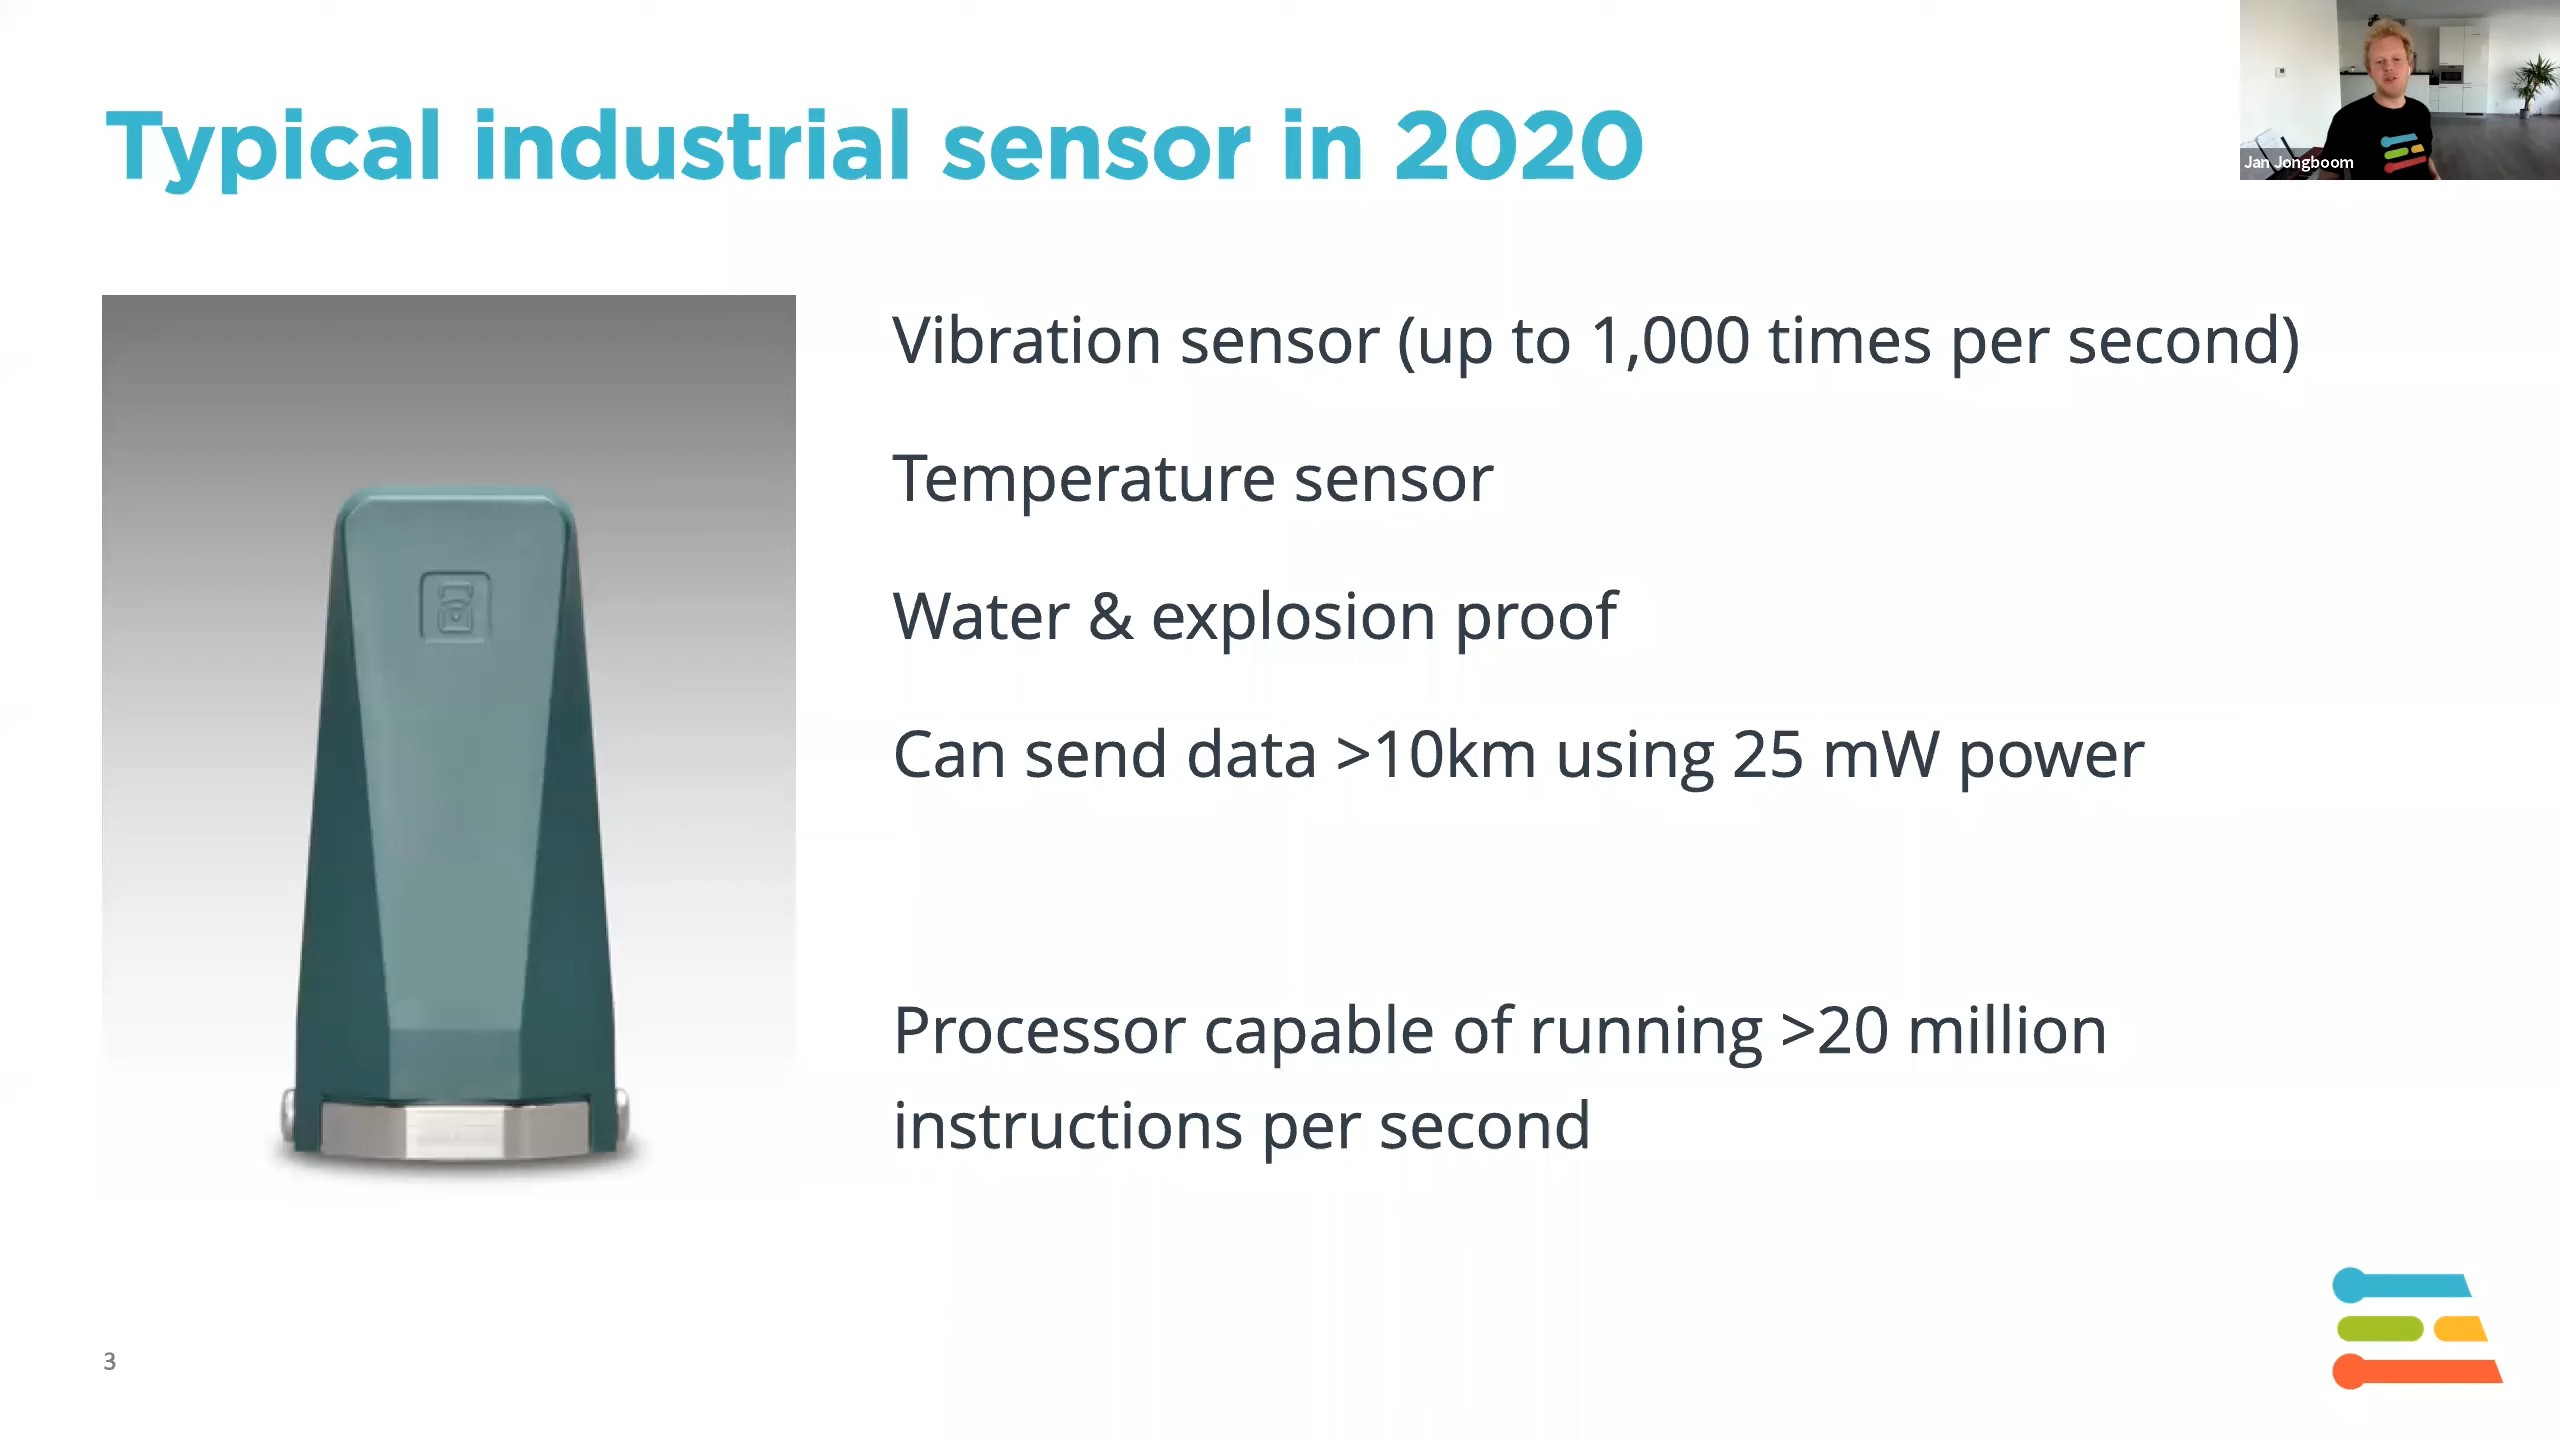 Typical industrial sensor in 2020
Jan Jongboom
Vibration sensor (up to 1,000 times per second)
Temperature sensor
Water & explosion proof
Can send data >10km using 25 mW power
Processor capable of running >20 million
instructions per second
3